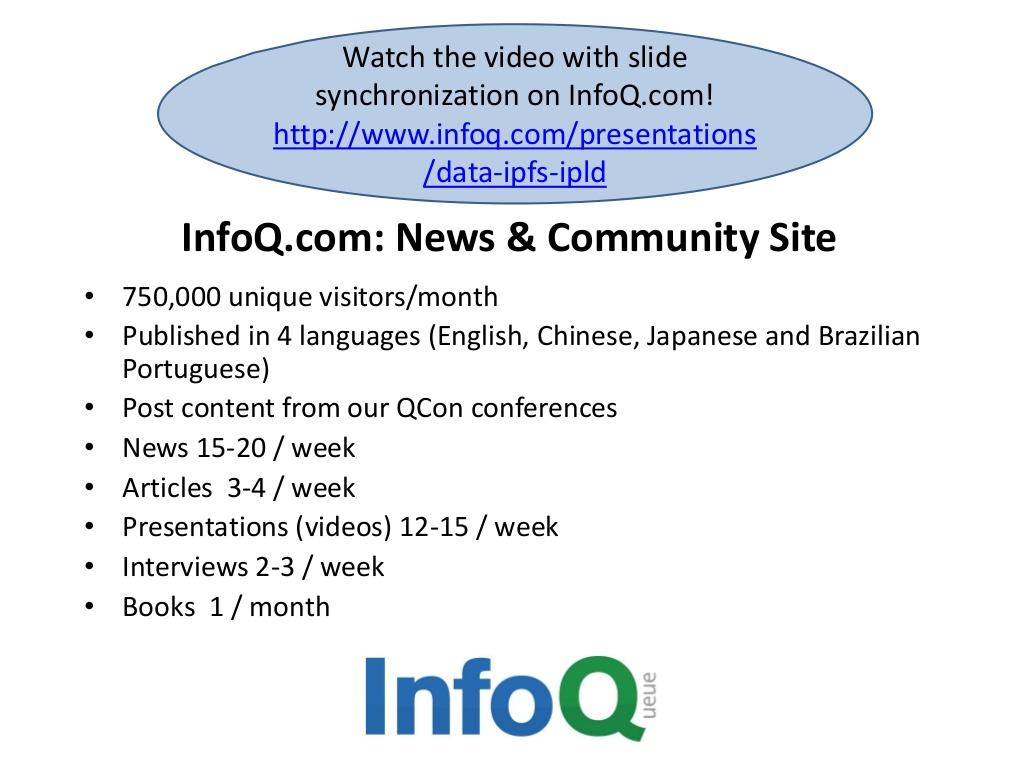 Watch the video with slide
synchronization on InfoQ.com!
http://www.infoq.com/presentations
/data-ipfs-ipld
InfoQ.com: News & Community Site
• 750,000 unique visitors/month
• Published in 4 languages (English, Chinese, Japanese and Brazilian
Portuguese)
• Post content from our QCon conferences
• News 15-20 / week
• Articles  3-4 / week
• Presentations (videos) 12-15 / week
• Interviews 2-3 / week
• Books  1 / month
InfoQ
ueue